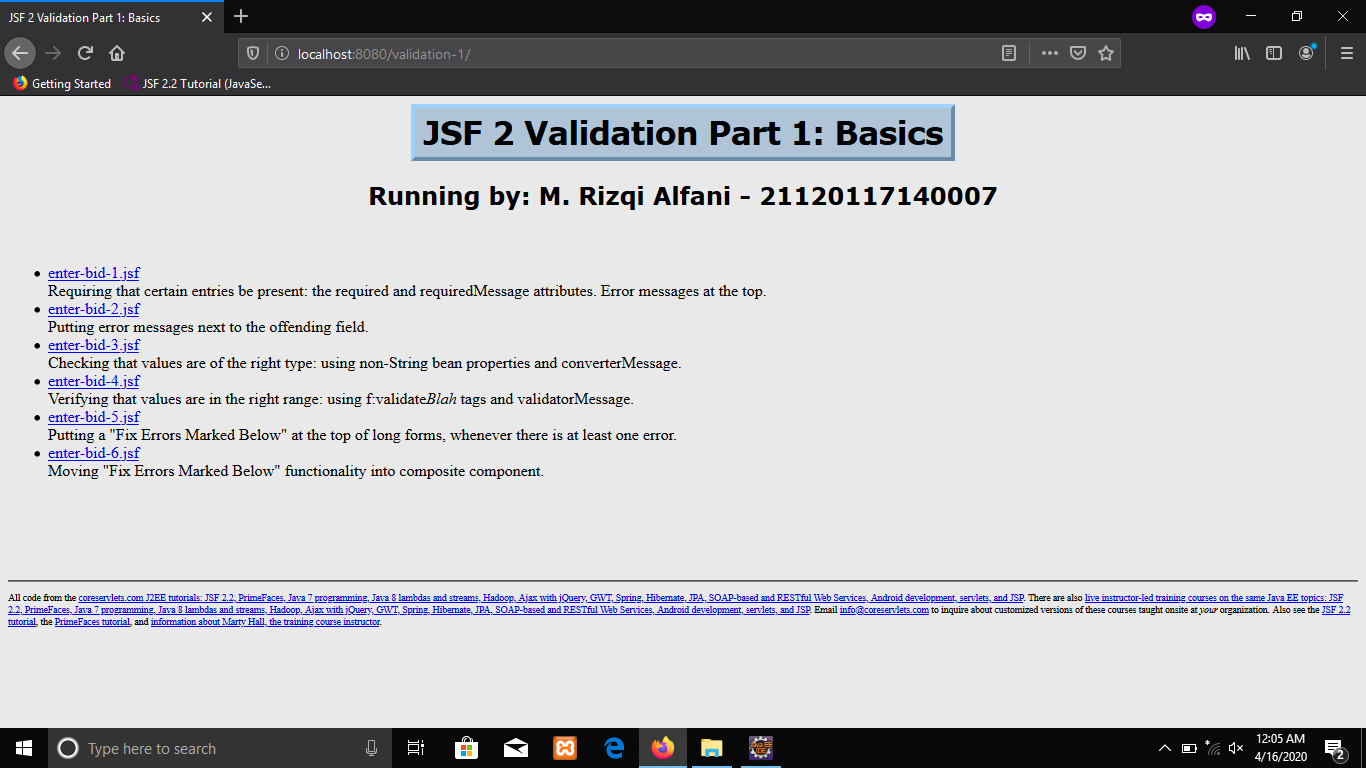 JSF 2 Validation Part 1: Basics
localhost:8080/validation-1/
Getting Started
JSF 2.2 Tutorial (JavaSe...
JSF 2 Validation Part 1: Basics
Running by: M. Rizqi Alfani - 21120117140007
enter-bid-1.jsf
Requiring that certain entries be present: the required and requiredMessage attributes. Error messages at the top.
enter-bid-2.jsf
Putting error messages next to the offending field.
enter-bid-3.jsf
Checking that values are of the right type: using non-String bean properties and converterMessage.
enter-bid-4.jsf
Verifying that values are in the right range: using f:validateBlah tags and validatorMessage.
enter-bid-5.jsf
Putting a "Fix Errors Marked Below" at the top of long forms, whenever there is at least one error.
enter-bid-6.jsf
Moving "Fix Errors Marked Below" functionality into composite component.
All code from the coreservlets.com J2EE tutorials: JSF 2.2, PrimeFaces, Java 7 programming, Java 8 lambdas and streams, Hadoop, Ajax with jQuery, GWT, Spring, Hibernate, JPA, SOAP-based and RESTful Web Services, Android development, servlets, and JSP. There are also live instructor-led training courses on the same Java EE topics: JSF
2.2, PrimeFaces, Java 7 programming, Java 8 lambdas and streams, Hadoop, Ajax with jQuery, GWT, Spring, Hibernate, JPA, SOAP-based and RESTful Web Services, Android development, servlets, and JSP. Email info@coreservlets.com to inquire about customized versions of these courses taught onsite at your organization. Also see the JSF 2.2
tutorial, the PrimeFaces tutorial, and information about Marty Hall, the training course instructor.
Type here to search
12:05 AM
4/16/2020
2